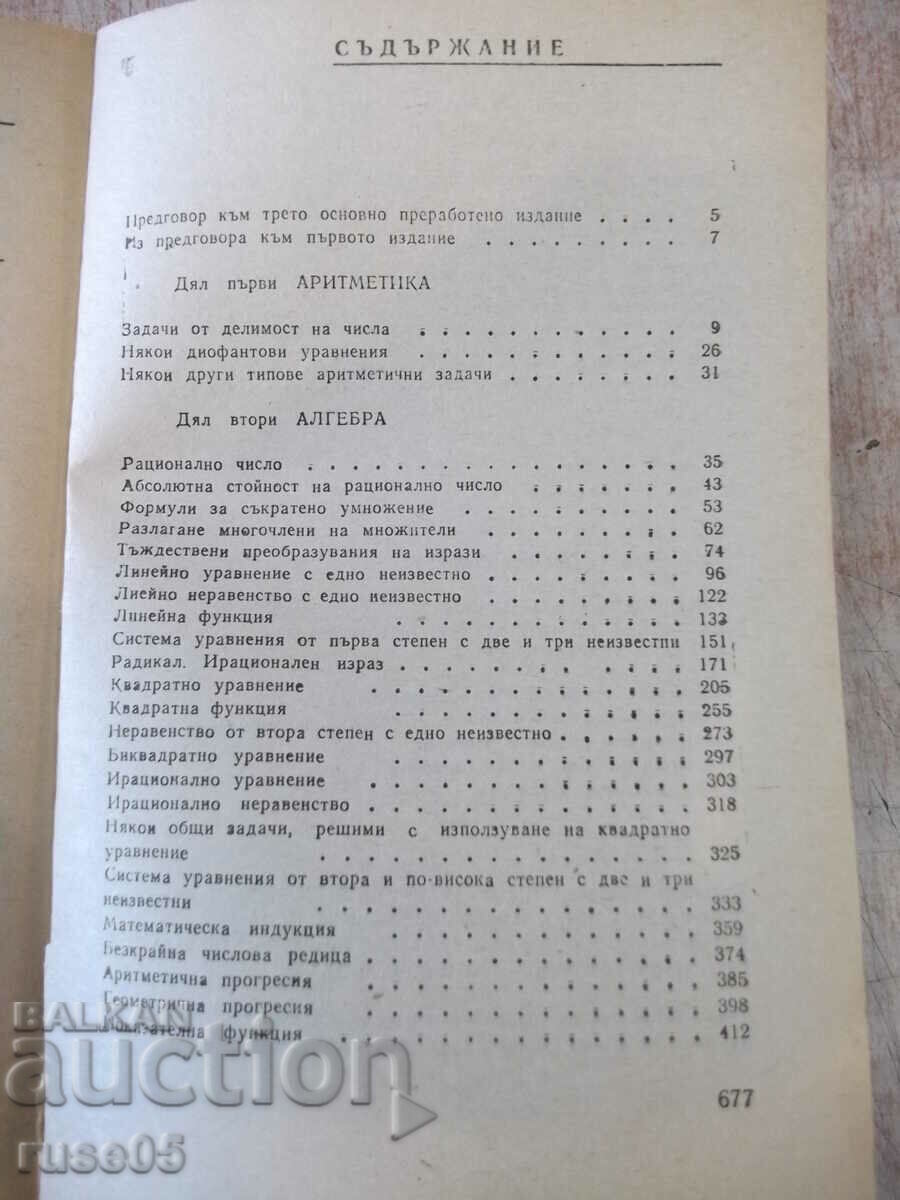 СЪДЪРЖАНИЕ
Предговор към трето основно преработено издание . . . . 5
Из предговора към първото издание . . . . . . . . . 7
Дял първи АРИТМЕТИКА
Задачи от делимост на числа . . . . . . . . . . . . 9
Някои диофантови уравнения . . . . . . . . . . . . 26
Някои други типове аритметични задачи . . . . . . . . 31
Дял втори АЛГЕБРА
Рационално число . . . . . . . . . . . . . . . . . 35
Абсолютна стойност на рационално число . . . . . . . 43
Формули за съкратено умножение . . . . . . . . . . 53
Разлагане многочлени на множители . . . . . . . . . 62
Тъждествени преобразувания на изрази . . . . . . . . 74
Линейно уравнение с едно неизвестно . . . . . . . . . 96
Лиейно неравенство с едно неизвестно . . . . . . . . . 122
Линейна функция . . . . . . . . . . . . . 133
Система уравнения от първа степен с две и три неизвестни 151
Радикал. Ирационален израз . . . . . . . . . . . . 171
Квадратно уравнение . . . . . . . . . . . . . . 205
Квадратна функция . . . . . . . . . . . . . 255
Неравенство от втора степен с едно неизвестно . . . . . . 273
Биквадратно уравнение . . . . . . . . . . . . . 297
Ирационално уравнение . . . . . . . . . . . . . . 303
Ирационално неравенство . . . . . . . . . . . . . . 318
Някои общи задачи, решими с използуване на квадратно
уравнение . . . . . . . . . . . . . . . . 325
Система уравнения от втора и по-висока степен с две и три
неизвестни . . . . . . . . . . . . . . . . 333
Математическа индукция . . . . . . . . . . . . . 359
Безкрайна числова редица . . . . . . . . . . . . . . 374
Аритметична прогресия . . . . . . . . . . . . . . 385
Геометрична прогресия . . . . . . . . . . . . . . 398
функция . . . . . . . . . . . . . . 412
677
BALKAN
auction
ruse05